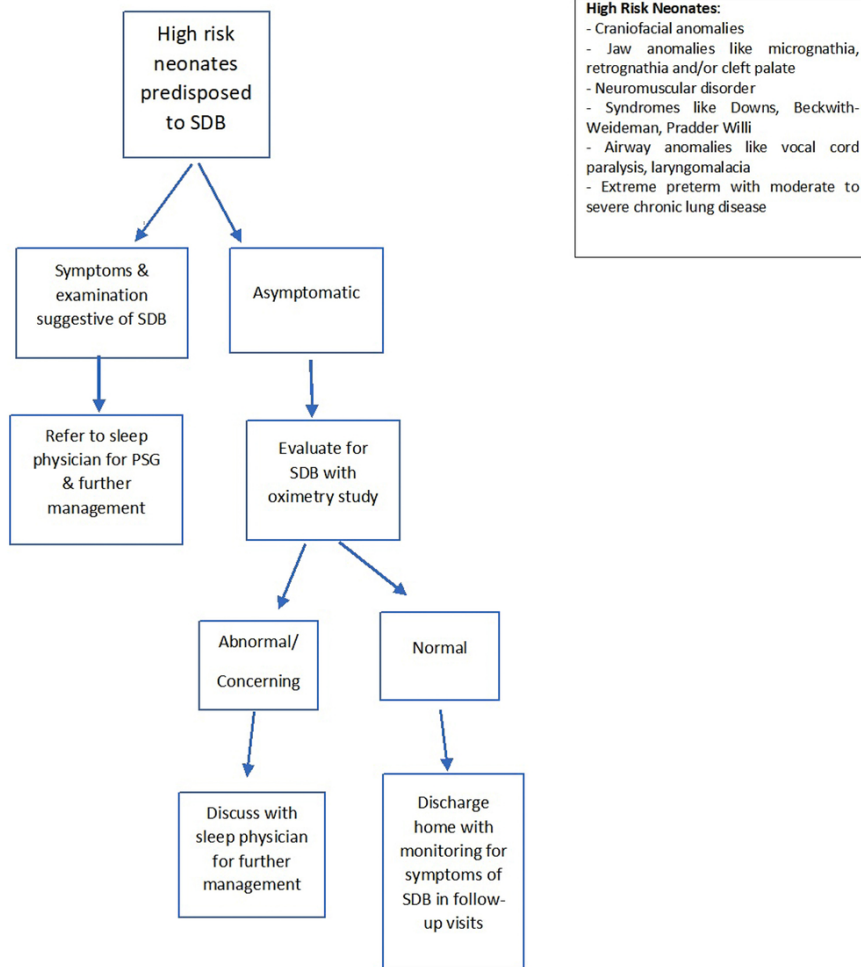 High risk
neonates
predisposed
to SDB
High Risk Neonates:
- Craniofacial anomalies
- Jaw anomalies like micrognathia,
retrognathia and/or cleft palate
- Neuromuscular disorder
- Syndromes like Downs, Beckwith-
Weideman, Pradder Willi
- Airway anomalies like vocal cord
paralysis, laryngomalacia
- Extreme preterm with moderate to
severe chronic lung disease
Symptoms &
examination
suggestive of SDB
Asymptomatic
Refer to sleep
physician for PSG
& further
management
Evaluate for
SDB with
oximetry study
Abnormal/
Concerning
Normal
Discuss with
sleep physician
for further
management
Discharge
home with
monitoring for
symptoms of
SDB in follow-
up visits